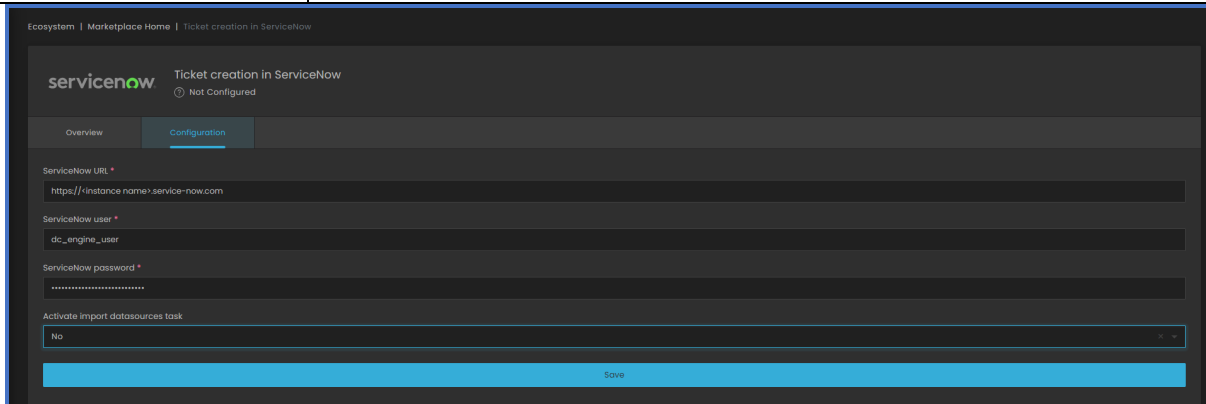 Ecosystem | Marketplace Home | Ticket creation in ServiceNow
servicenow.
Ticket creation in ServiceNow
? Not Configured
Overview Configuration
ServiceNow URL *
https://<instance name>.service-now.com
ServiceNow user *
dc_engine_user
ServiceNow password *
••••••••••••••••••••••••••••
Activate import datasources task
No ×
Save